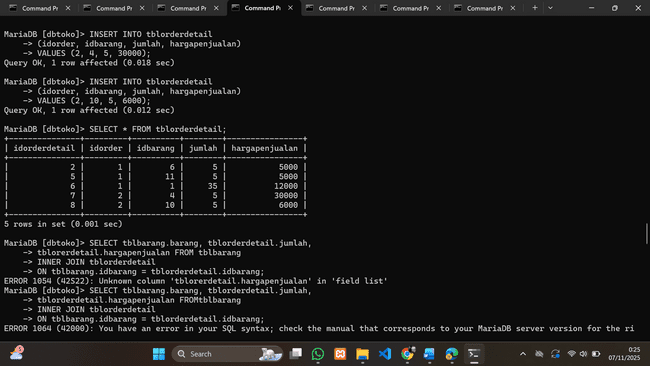 Command Pr
Command Pr
Command Pr
Command Pr
Command Pr
Command Pr
Command Pr
MariaDB [dbtoko]> INSERT INTO tblorderdetail
    -> (idorder, idbarang, jumlah, hargapenjualan)
    -> VALUES (2, 4, 5, 30000);
Query OK, 1 row affected (0.018 sec)
MariaDB [dbtoko]> INSERT INTO tblorderdetail
    -> (idorder, idbarang, jumlah, hargapenjualan)
    -> VALUES (2, 10, 5, 6000);
Query OK, 1 row affected (0.012 sec)
MariaDB [dbtoko]> SELECT * FROM tblorderdetail;
+---------------+---------+----------+--------+----------------+
| idorderdetail | idorder | idbarang | jumlah | hargapenjualan |
+---------------+---------+----------+--------+----------------+
|             2 |       1 |        6 |      5 |           5000 |
|             5 |       1 |       11 |      5 |           5000 |
|             6 |       1 |        1 |     35 |          12000 |
|             7 |       2 |        4 |      5 |          30000 |
|             8 |       2 |       10 |      5 |           6000 |
+---------------+---------+----------+--------+----------------+
5 rows in set (0.001 sec)
MariaDB [dbtoko]> SELECT tblbarang.barang, tblorderdetail.jumlah,
    -> tblorerdetail.hargapenjualan FROM tblbarang
    -> INNER JOIN tblorderdetail
    -> ON tblbarang.idbarang = tblorderdetail.idbarang;
ERROR 1054 (42S22): Unknown column 'tblorerdetail.hargapenjualan' in 'field list'
MariaDB [dbtoko]> SELECT tblbarang.barang, tblorderdetail.jumlah,
    -> tblorderdetail.hargapenjualan FROMtblbarang
    -> INNER JOIN tblorderdetail
    -> ON tblbarang.idbarang = tblorderdetail.idbarang;
ERROR 1064 (42000): You have an error in your SQL syntax; check the manual that corresponds to your MariaDB server version for the ri
Search
0:25
07/11/2025